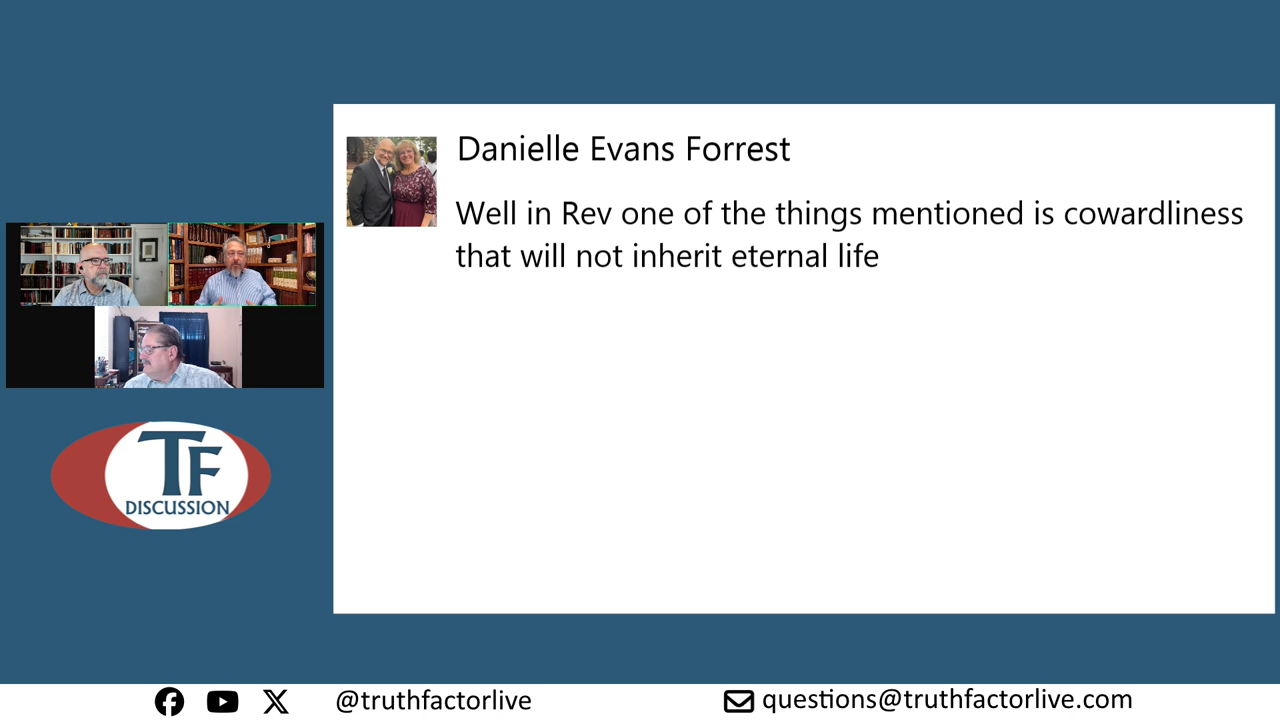 Danielle Evans Forrest
Well in Rev one of the things mentioned is cowardliness
that will not inherit eternal life
TF
DISCUSSION
@truthfactorlive
questions@truthfactorlive.com